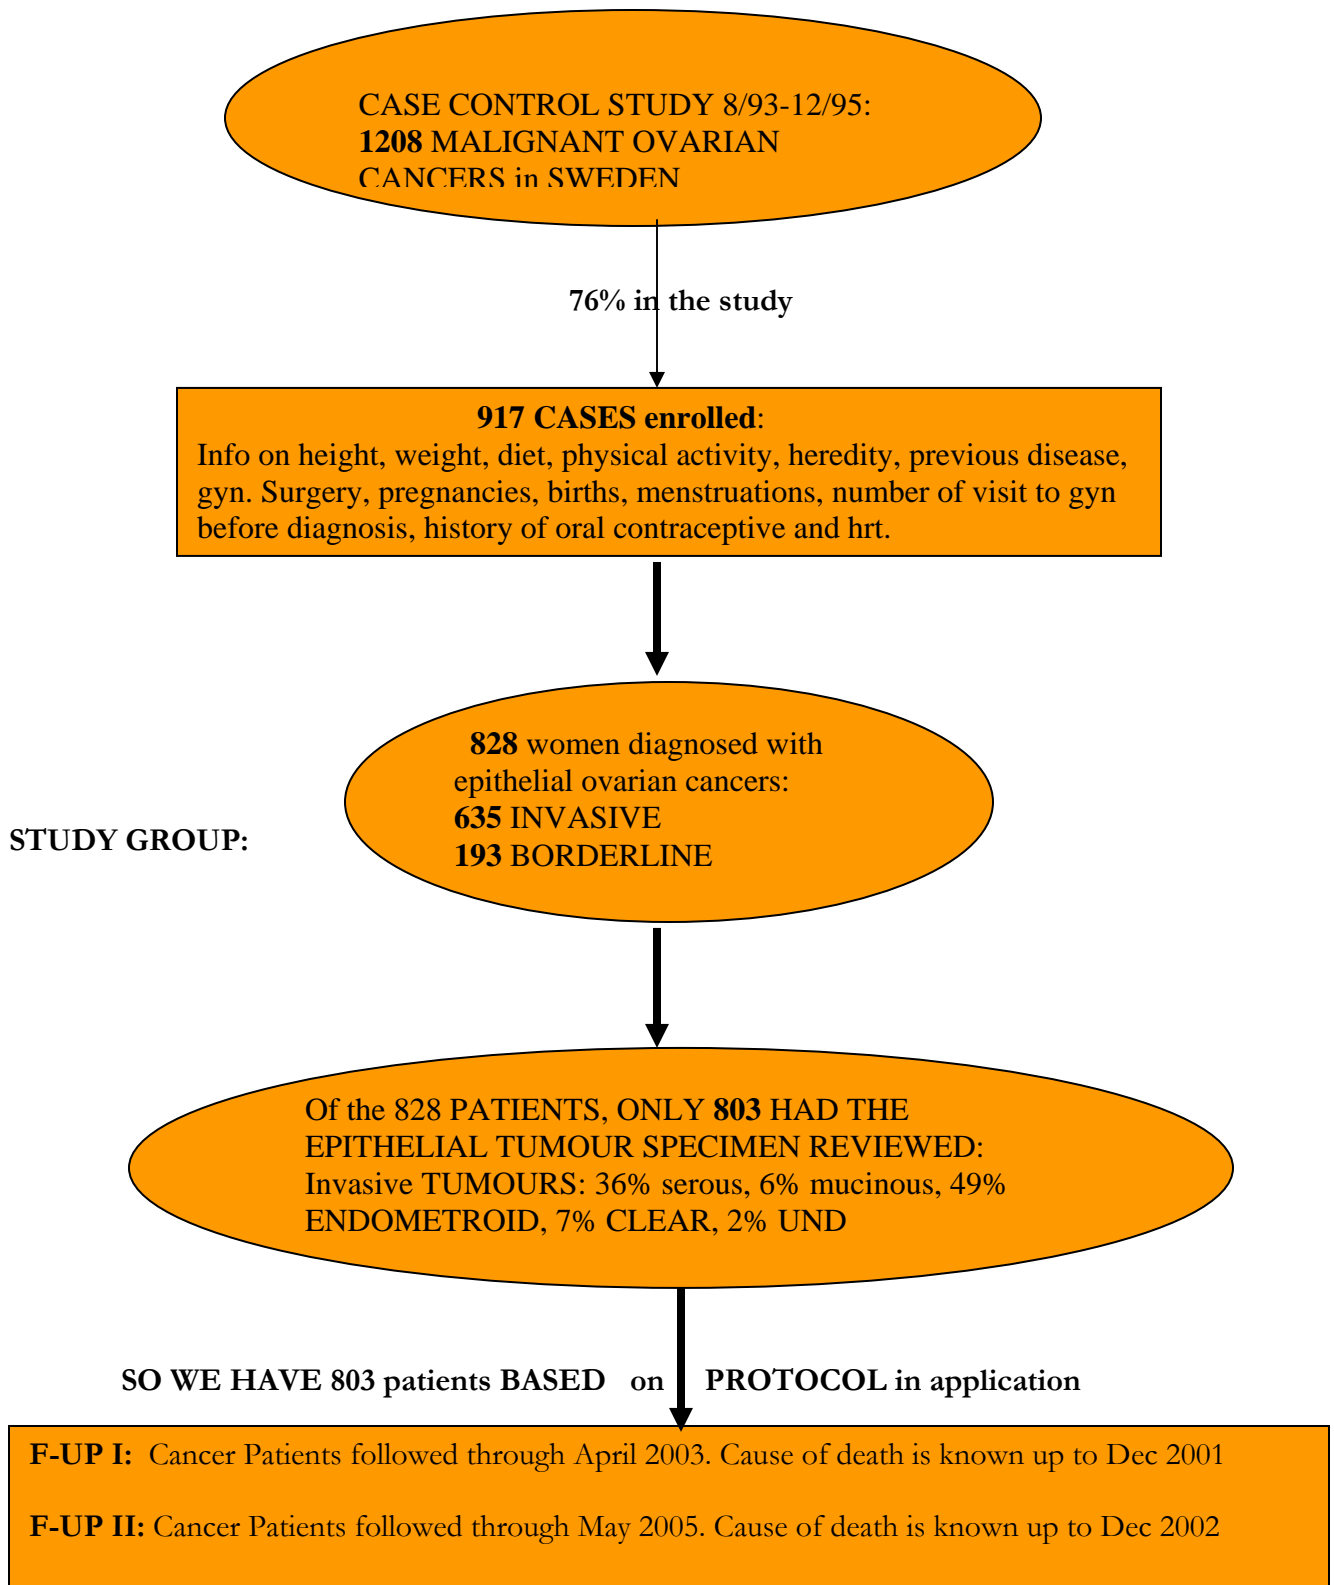 CASE CONTROL STUDY 8/93-12/95:
1208 MALIGNANT OVARIAN
CANCERS in SWEDEN
76% in the study
917 CASES enrolled:
Info on height, weight, diet, physical activity, heredity, previous disease,
gyn. Surgery, pregnancies, births, menstruations, number of visit to gyn
before diagnosis, history of oral contraceptive and hrt.
828 women diagnosed with
epithelial ovarian cancers:
635 INVASIVE
193 BORDERLINE
STUDY GROUP:
Of the 828 PATIENTS, ONLY 803 HAD THE
EPITHELIAL TUMOUR SPECIMEN REVIEWED:
Invasive TUMOURS: 36% serous, 6% mucinous, 49%
ENDOMETROID, 7% CLEAR, 2% UND
SO WE HAVE 803 patients BASED on PROTOCOL in application
F-UP I: Cancer Patients followed through April 2003. Cause of death is known up to Dec 2001
F-UP II: Cancer Patients followed through May 2005. Cause of death is known up to Dec 2002